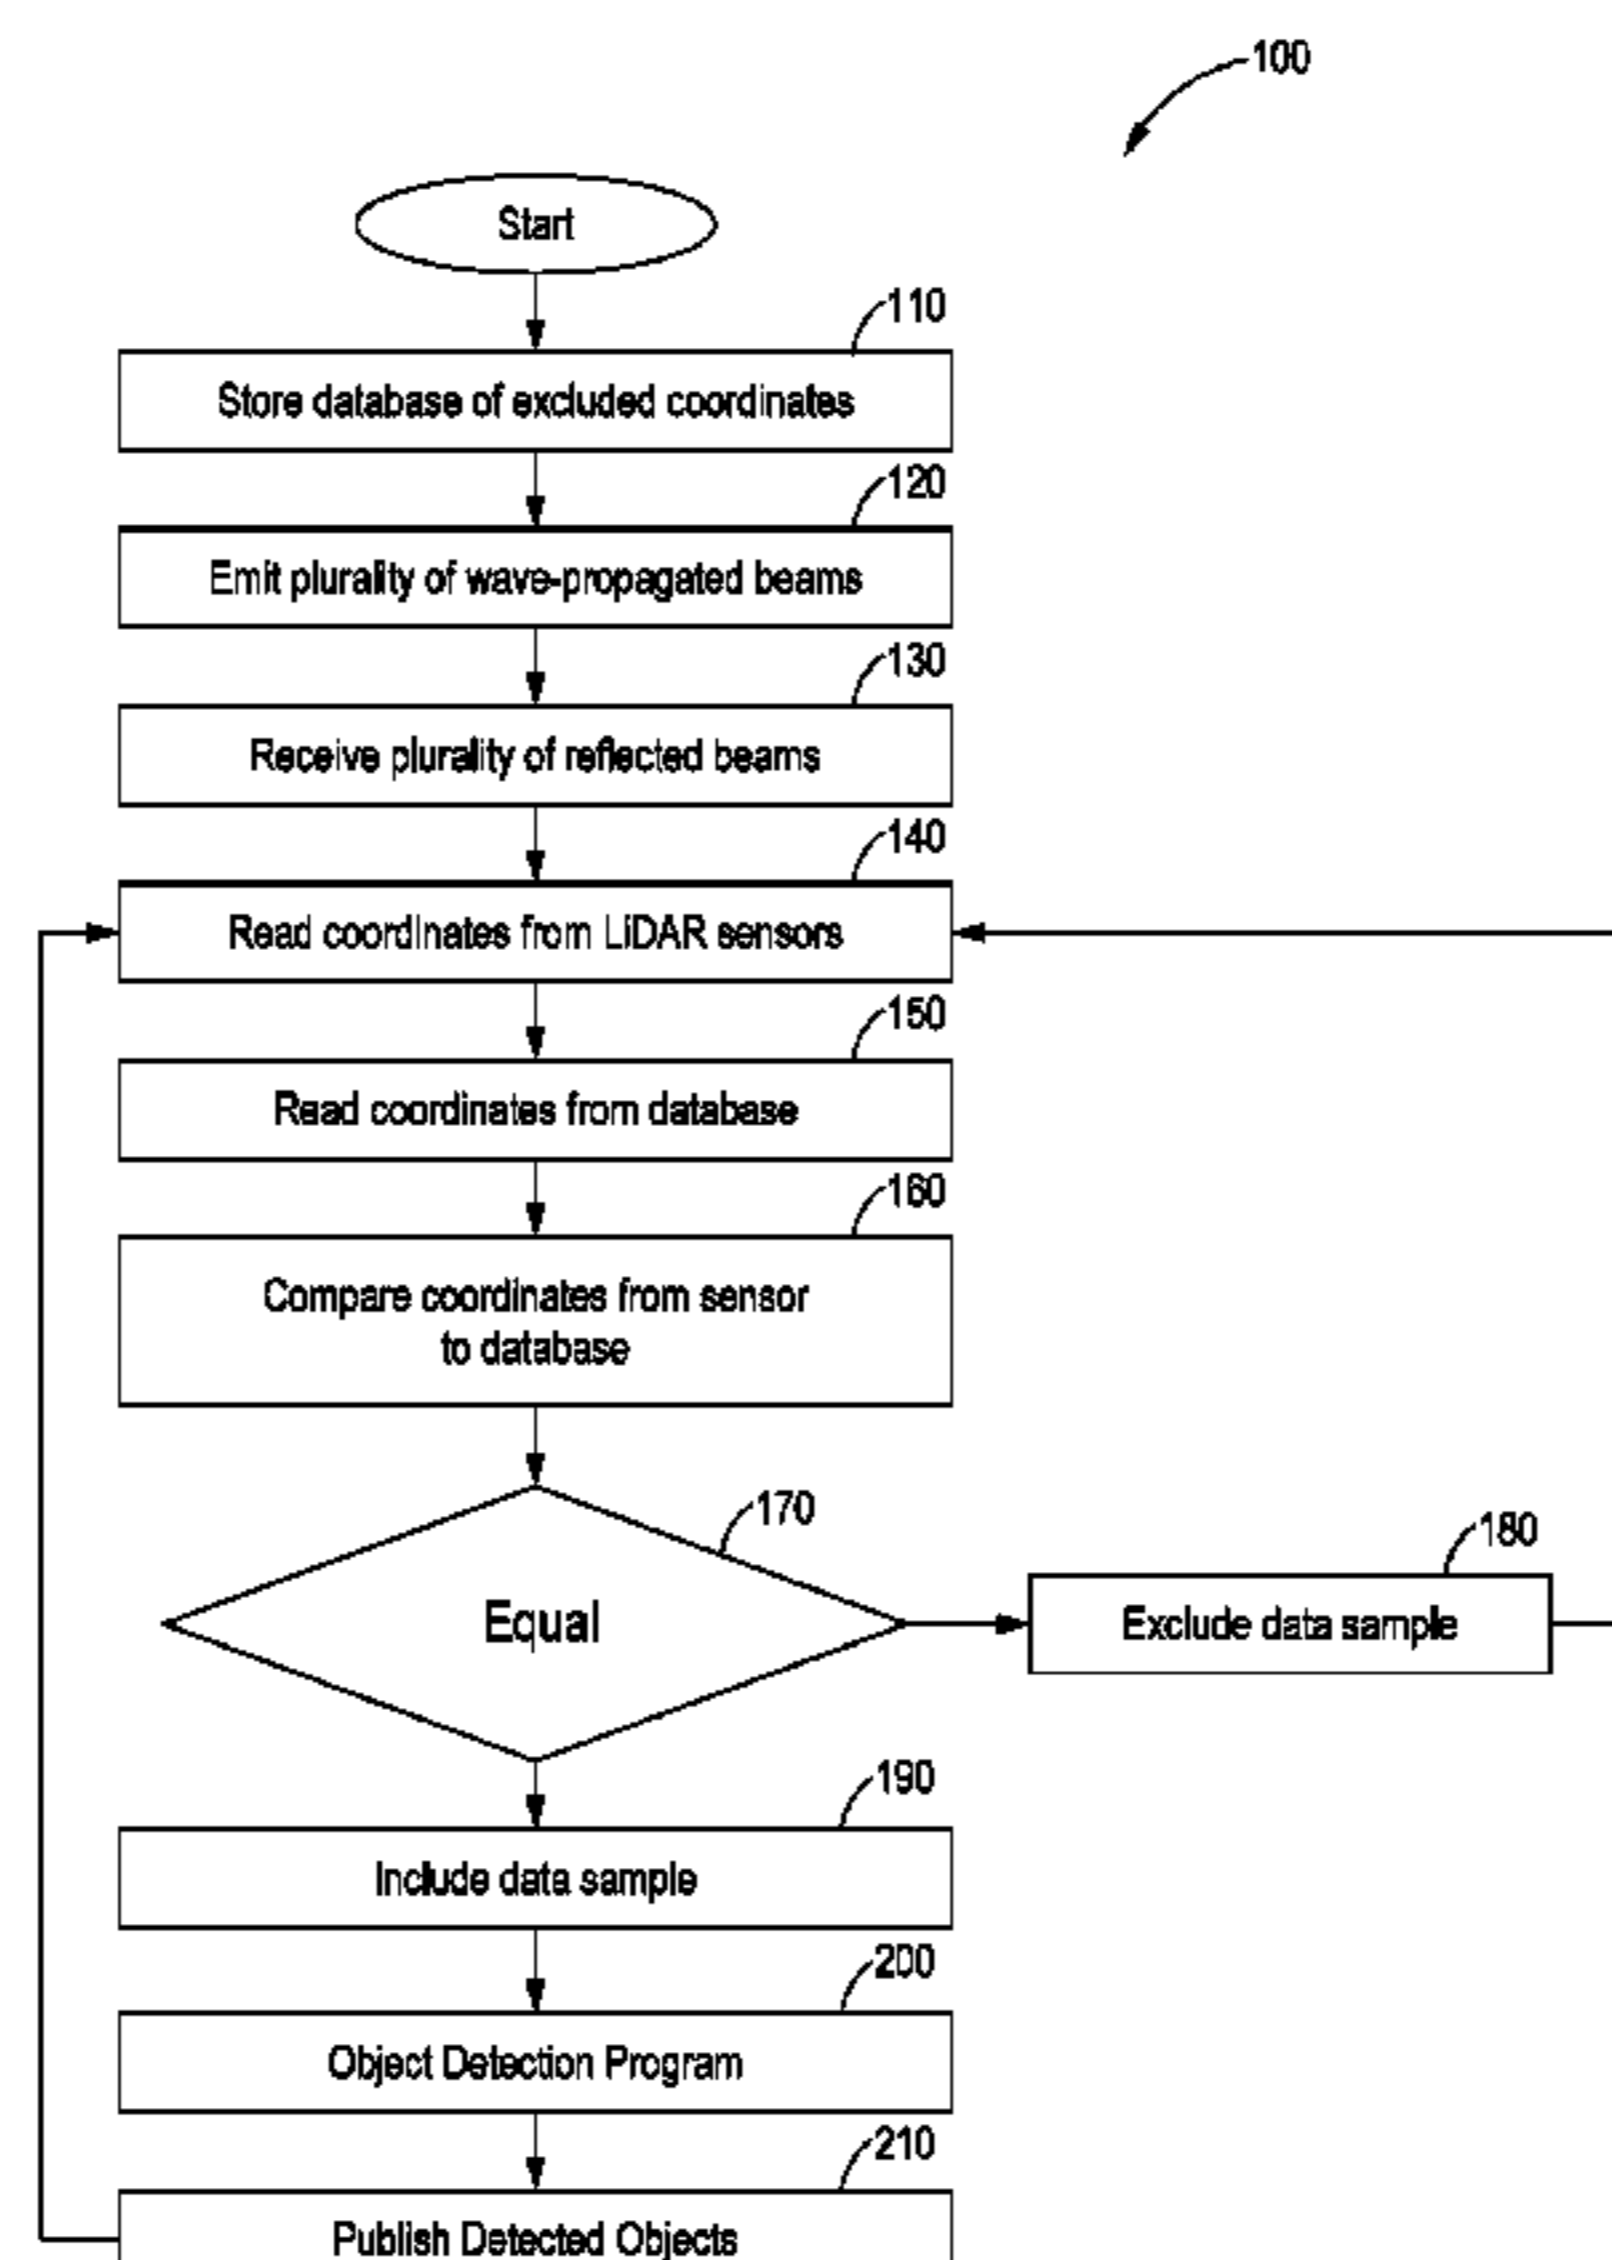 100
Start
110
Store database of excluded coordinates
120
Emit plurality of wave-propagated beams
130
Receive plurality of reflected beams
140
Read coordinates from LiDAR sensors
150
Read coordinates from database
160
Compare coordinates from sensor
to database
170
Equal
180
Exclude data sample
190
Include data sample
200
Object Detection Program
210
Publish Detected Objects